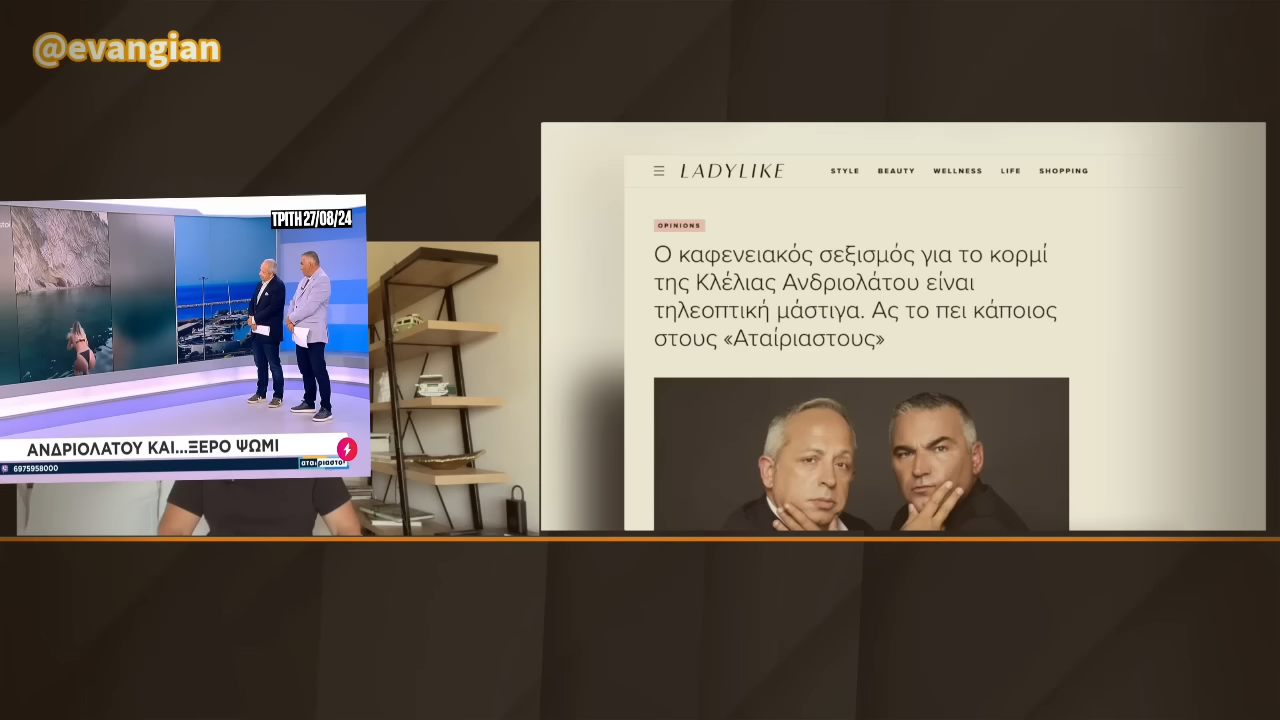 @evangian
ΤΡΙΤΗ 27/08/24
ΑΝΔΡΙΟΛΑΤΟΥ ΚΑΙ...ΞΕΡΟ ΨΩΜΙ
6975958000
αταίριαστοι
LADYLIKE
STYLE BEAUTY WELLNESS LIFE SHOPPING
OPINIONS
Ο καφενειακός σεξισμός για το κορμί
της Κλέλιας Ανδριολάτου είναι
τηλεοπτική μάστιγα. Ας το πει κάποιος
στους «Αταίριαστους»